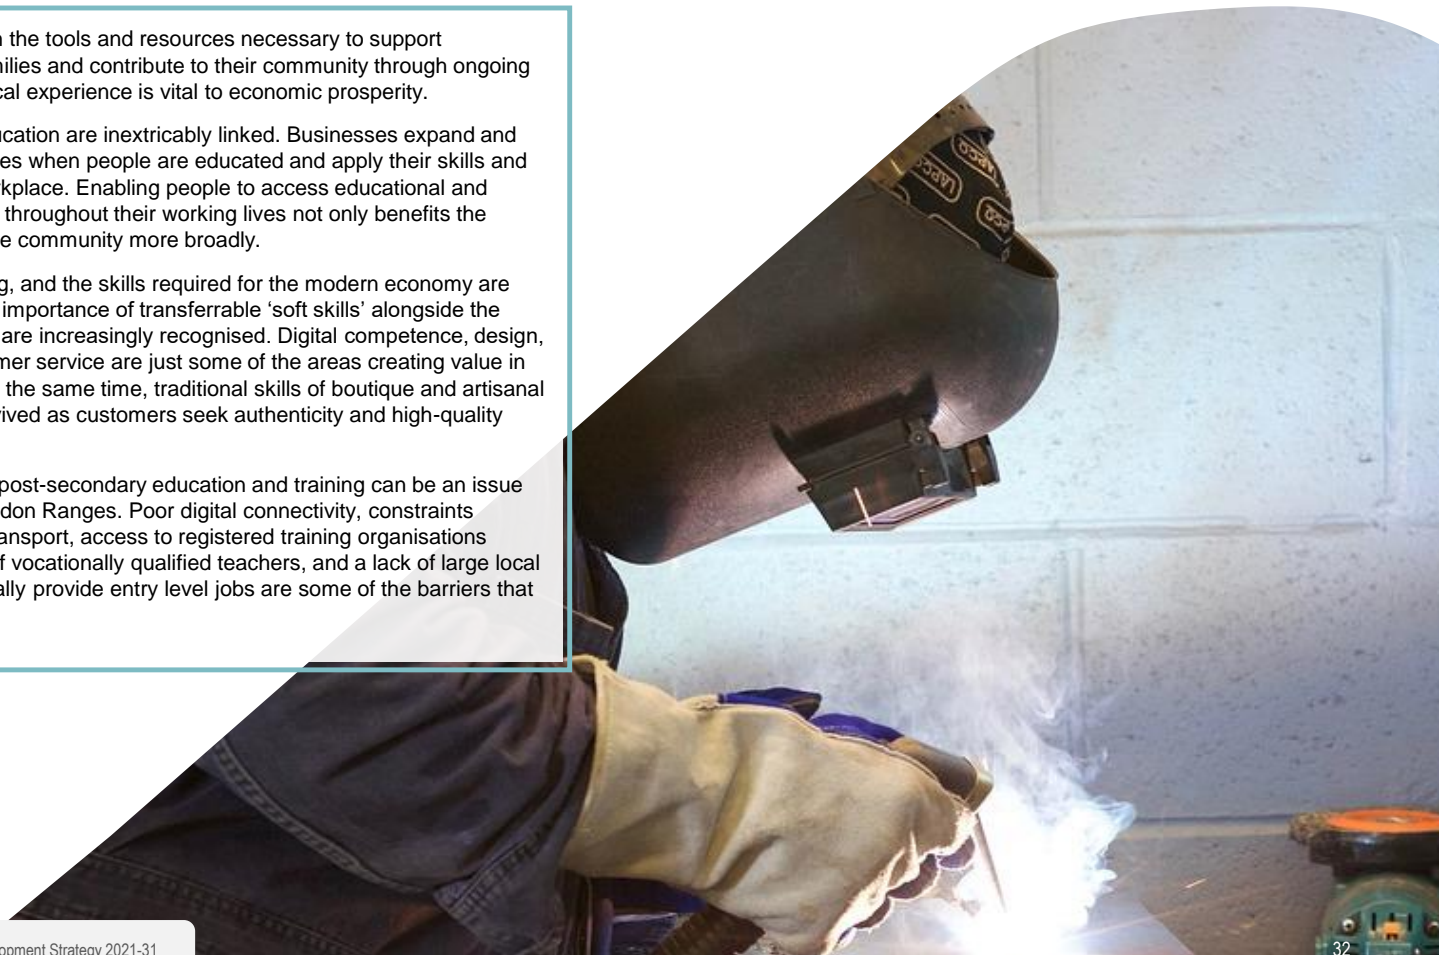 the tools and resources necessary to support
nilies and contribute to their community through ongoing
cal experience is vital to economic prosperity.
ucation are inextricably linked. Businesses expand and
es when people are educated and apply their skills and
rkplace. Enabling people to access educational and
throughout their working lives not only benefits the
e community more broadly.
g, and the skills required for the modern economy are
importance of transferrable ‘soft skills’ alongside the
are increasingly recognised. Digital competence, design,
mer service are just some of the areas creating value in
the same time, traditional skills of boutique and artisanal
vived as customers seek authenticity and high-quality
post-secondary education and training can be an issue
don Ranges. Poor digital connectivity, constraints
ansport, access to registered training organisations
f vocationally qualified teachers, and a lack of large local
ally provide entry level jobs are some of the barriers that
LAPCO
LAPCO
opment Strategy 2021-31
32